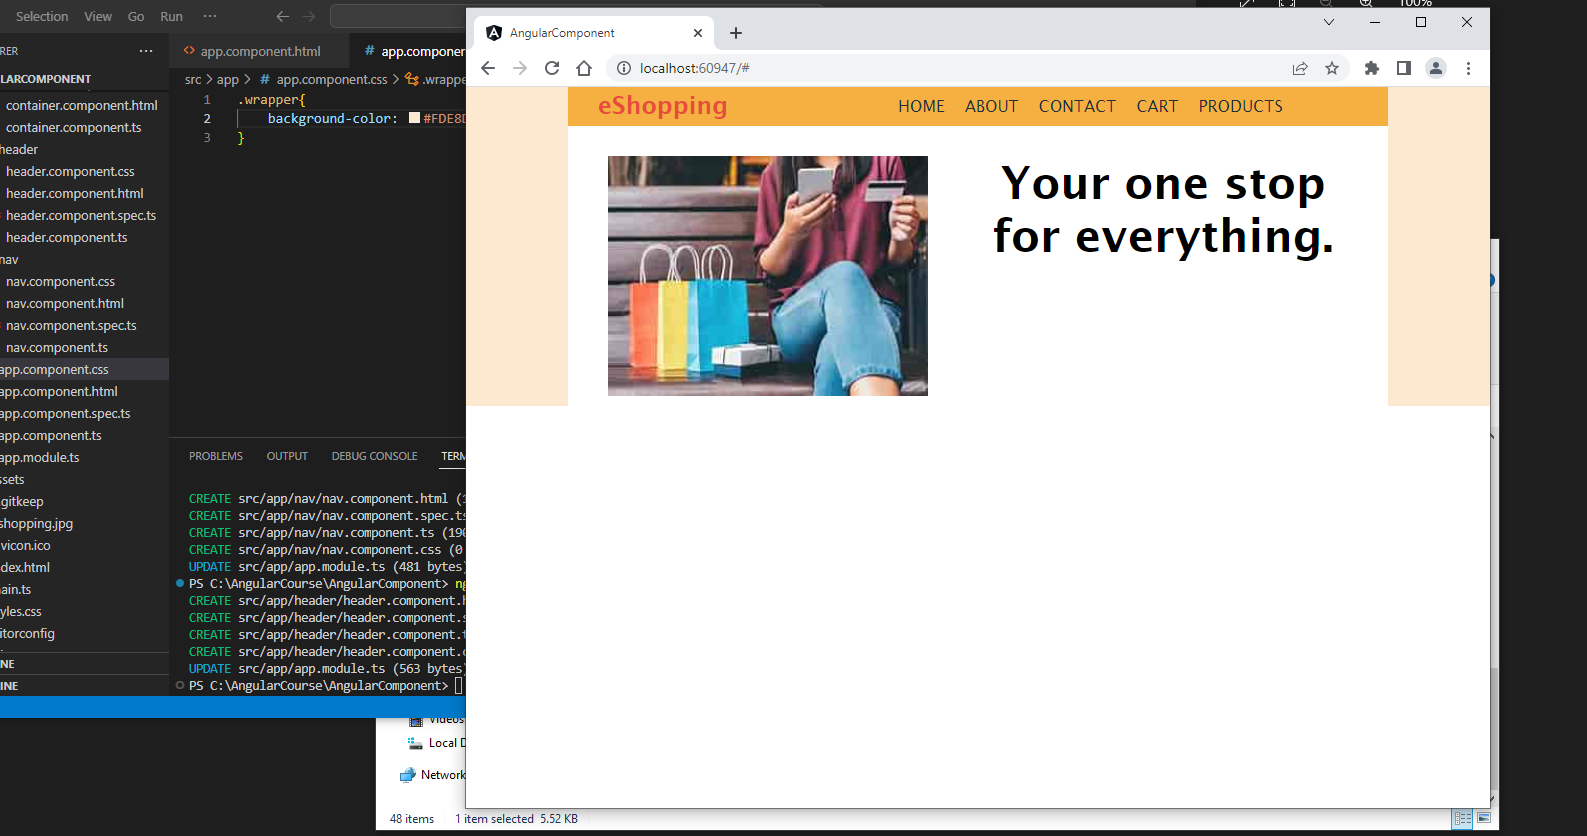 Selection View Go Run ···
RER ···
LARCOMPONENT
container.component.html
container.component.ts
header
header.component.css
header.component.html
header.component.spec.ts
header.component.ts
nav
nav.component.css
nav.component.html
nav.component.spec.ts
nav.component.ts
app.component.css
app.component.html
app.component.spec.ts
app.component.ts
app.module.ts
ssets
gitkeep
shopping.jpg
vicon.ico
dex.html
ain.ts
yles.css
itorconfig
INE
INE
<> app.component.html # app.componen
src > app > # app.component.css > .wrappe
1 .wrapper{
2 background-color: #FDE8D
3 }
PROBLEMS OUTPUT DEBUG CONSOLE TERM
CREATE src/app/nav/nav.component.html (
CREATE src/app/nav/nav.component.spec.ts
CREATE src/app/nav/nav.component.ts (190
CREATE src/app/nav/nav.component.css (0
UPDATE src/app/app.module.ts (481 bytes)
PS C:\AngularCourse\AngularComponent> ng
CREATE src/app/header/header.component.h
CREATE src/app/header/header.component.s
CREATE src/app/header/header.component.t
CREATE src/app/header/header.component.c
UPDATE src/app/app.module.ts (563 bytes)
PS C:\AngularCourse\AngularComponent>
100%
AngularComponent
localhost:60947/#
eShopping HOME ABOUT CONTACT CART PRODUCTS
Your one stop
for everything.
Videos
Local D
Network
48 items 1 item selected 5.52 KB